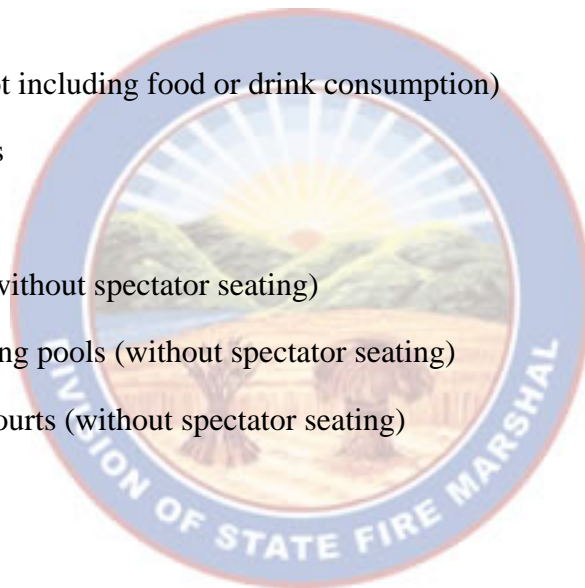 t including food or drink consumption)
s
without spectator seating)
ng pools (without spectator seating)
ourts (without spectator seating)
DIVISION OF STATE FIRE MARSHAL